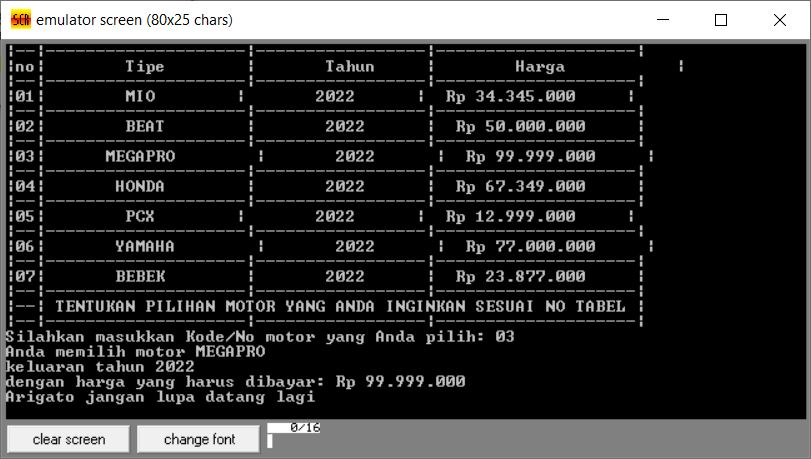 SCR emulator screen (80x25 chars)
¦---¦--------------------¦-----------------¦--------------------¦
¦no¦ Tipe ¦ Tahun ¦ Harga ¦
¦---¦--------------------¦-----------------¦--------------------¦
¦01¦ MIO ¦ 2022 ¦ Rp 34.345.000 ¦
¦---¦--------------------¦-----------------¦--------------------¦
¦02¦ BEAT ¦ 2022 ¦ Rp 50.000.000 ¦
¦---¦--------------------¦-----------------¦--------------------¦
¦03¦ MEGAPRO ¦ 2022 ¦ Rp 99.999.000 ¦
¦---¦--------------------¦-----------------¦--------------------¦
¦04¦ HONDA ¦ 2022 ¦ Rp 67.349.000 ¦
¦---¦--------------------¦-----------------¦--------------------¦
¦05¦ PCX ¦ 2022 ¦ Rp 12.999.000 ¦
¦---¦--------------------¦-----------------¦--------------------¦
¦06¦ YAMAHA ¦ 2022 ¦ Rp 77.000.000 ¦
¦---¦--------------------¦-----------------¦--------------------¦
¦07¦ BEBEK ¦ 2022 ¦ Rp 23.877.000 ¦
¦---¦--------------------¦-----------------¦--------------------¦
¦--¦ TENTUKAN PILIHAN MOTOR YANG ANDA INGINKAN SESUAI NO TABEL ¦
¦---¦--------------------¦-----------------¦--------------------¦
Silahkan masukkan Kode/No motor yang Anda pilih: 03
Anda memilih motor MEGAPRO
keluaran tahun 2022
dengan harga yang harus dibayar: Rp 99.999.000
Arigato jangan lupa datang lagi
clear screen change font 0/16